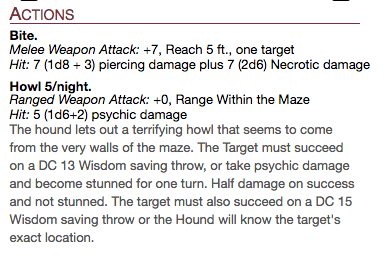 ACTIONS
Bite.
Melee Weapon Attack: +7, Reach 5 ft., one target
Hit: 7 (1d8 + 3) piercing damage plus 7 (2d6) Necrotic damage
Howl 5/night.
Ranged Weapon Attack: +0, Range Within the Maze
Hit: 5 (1d6+2) psychic damage
The hound lets out a terrifying howl that seems to come
from the very walls of the maze. The Target must succeed
on a DC 13 Wisdom saving throw, or take psychic damage
and become stunned for one turn. Half damage on success
and not stunned. The target must also succeed on a DC 15
Wisdom saving throw or the Hound will know the target's
exact location.